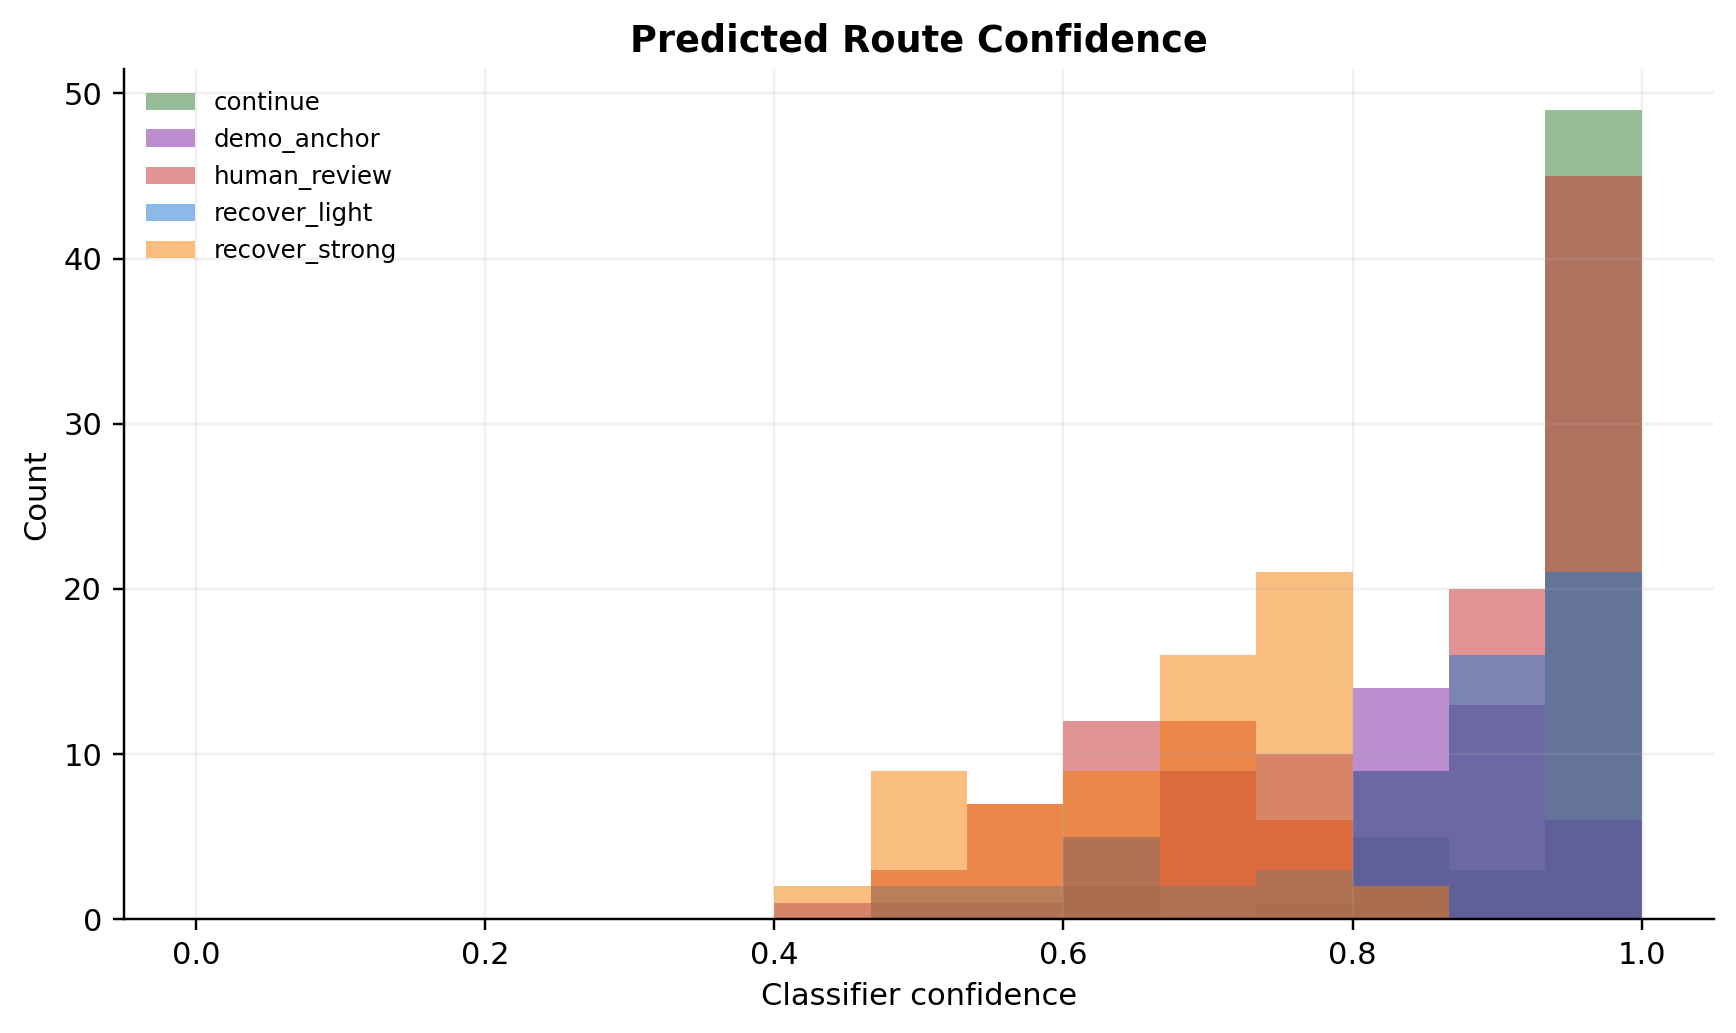 Predicted Route Confidence
continue
demo_anchor
human_review
recover_light
recover_strong
50
40
30
20
10
0
Count
0.0 0.2 0.4 0.6 0.8 1.0
Classifier confidence